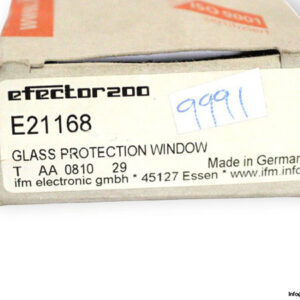 ISO 9001
efector200
9991
E21168
GLASS PROTECTION WINDOW
T AA 0810 29
Made in German
ifm electronic gmbh * 45127 Essen * www.ifm.